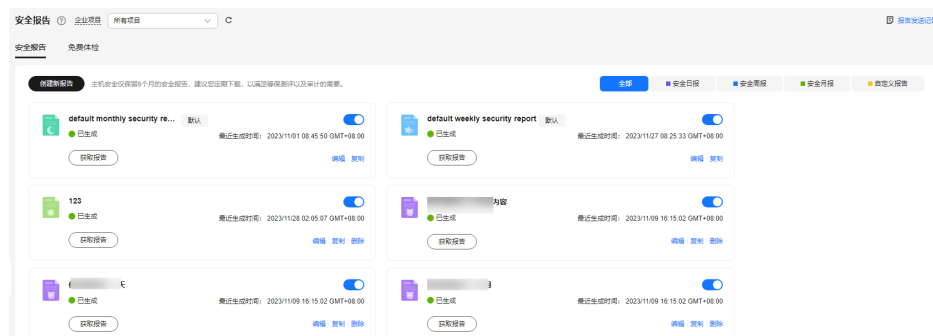 安全报告 企业项目 所有项目
报告发送记
安全报告 免费体检
创建新报告 主机安全仅保留6个月的安全报告，建议您定期下载，以满足等保测评以及审计的需要。
全部 安全日报 安全周报 安全月报 自定义报告
default monthly security re... 默认
已生成 最近生成时间： 2023/11/01 08:45:50 GMT+08:00
获取报告 编辑 复制
default weekly security report 默认
已生成 最近生成时间： 2023/11/27 08:25:33 GMT+08:00
获取报告 编辑 复制
123
已生成 最近生成时间： 2023/11/28 02:05:07 GMT+08:00
获取报告 编辑 复制 删除
内容
已生成 最近生成时间： 2023/11/09 16:15:02 GMT+08:00
获取报告 编辑 复制 删除
天
已生成 最近生成时间： 2023/11/09 16:15:02 GMT+08:00
获取报告 编辑 复制 删除
已生成 最近生成时间： 2023/11/09 16:15:02 GMT+08:00
获取报告 编辑 复制 删除